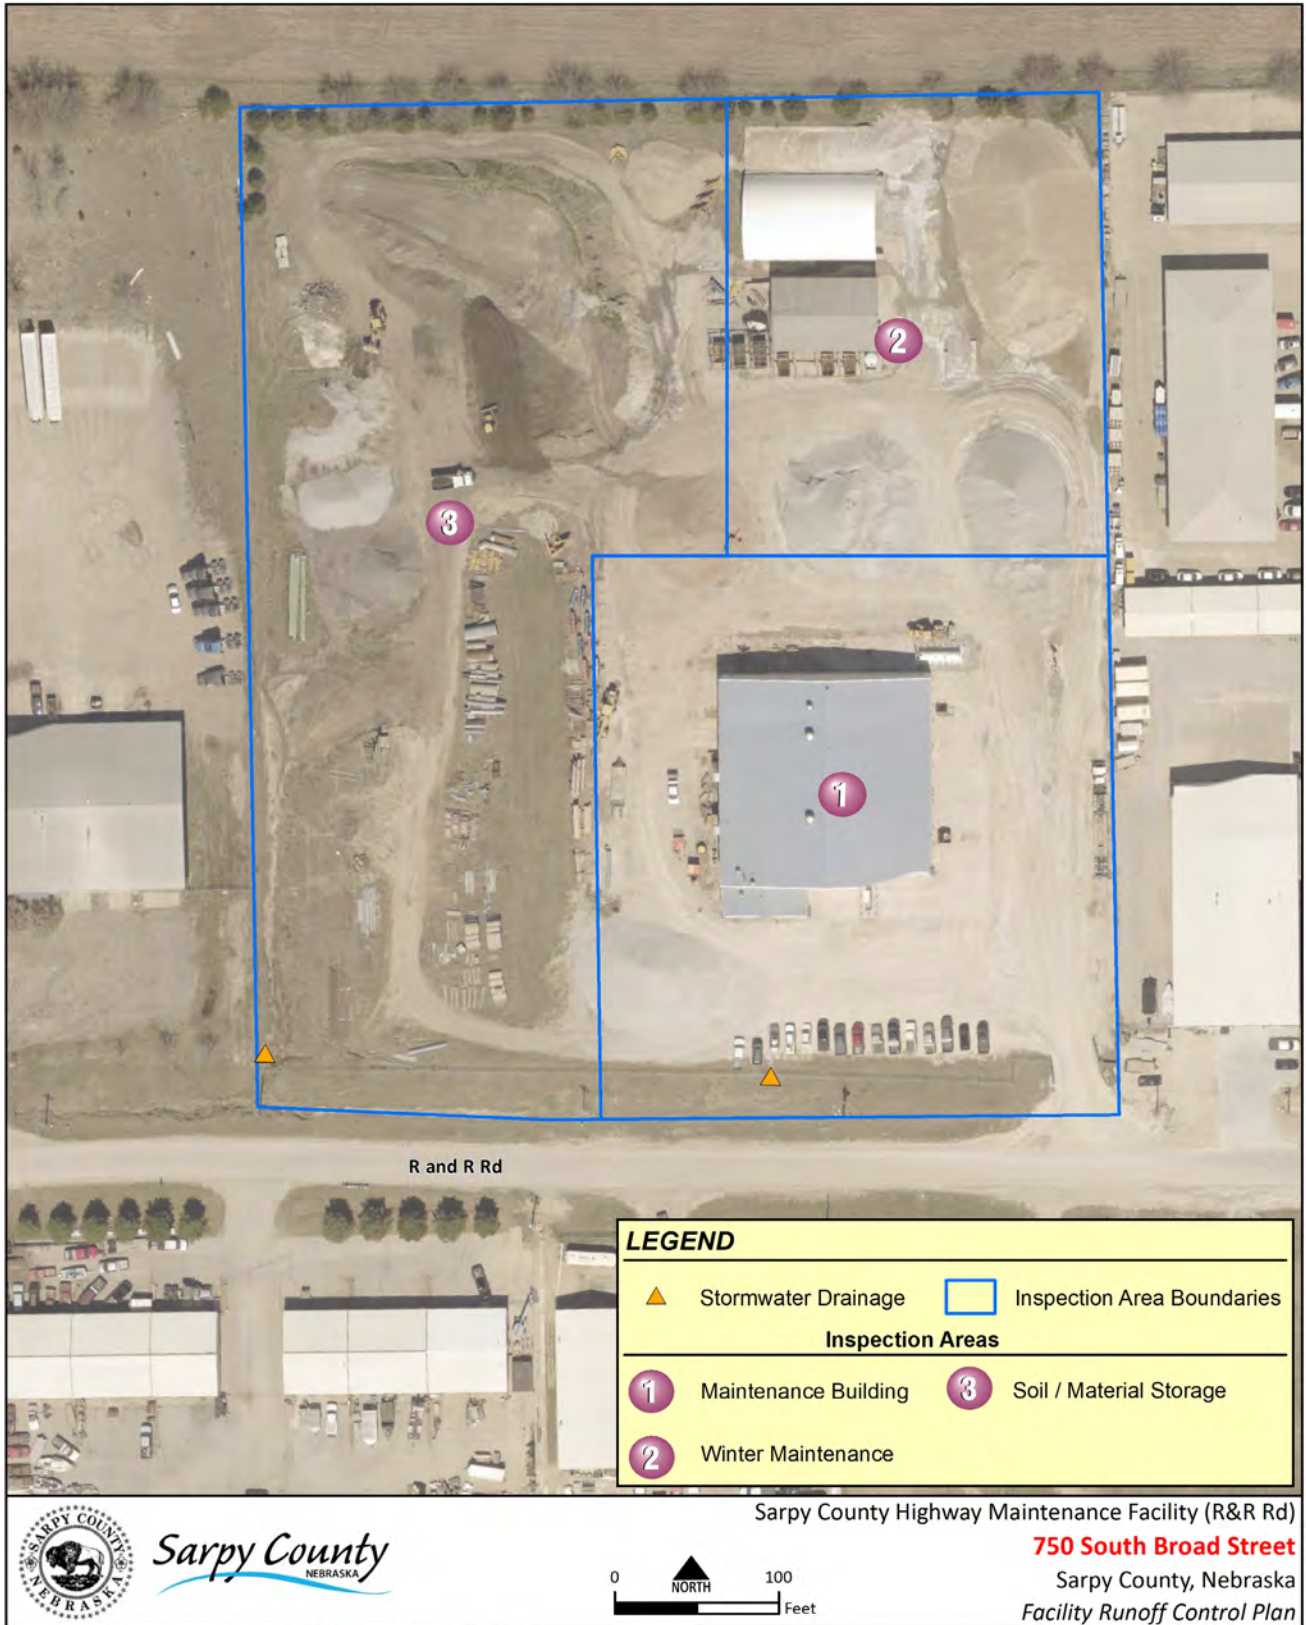 2
3
1
R and R Rd
LEGEND
Stormwater Drainage
Inspection Area Boundaries
Inspection Areas
1 Maintenance Building
3 Soil / Material Storage
2 Winter Maintenance
SARPY COUNTY
NEBRASKA
Sarpy County
NEBRASKA
0 100
NORTH
Feet
Sarpy County Highway Maintenance Facility (R&R Rd)
750 South Broad Street
Sarpy County, Nebraska
Facility Runoff Control Plan